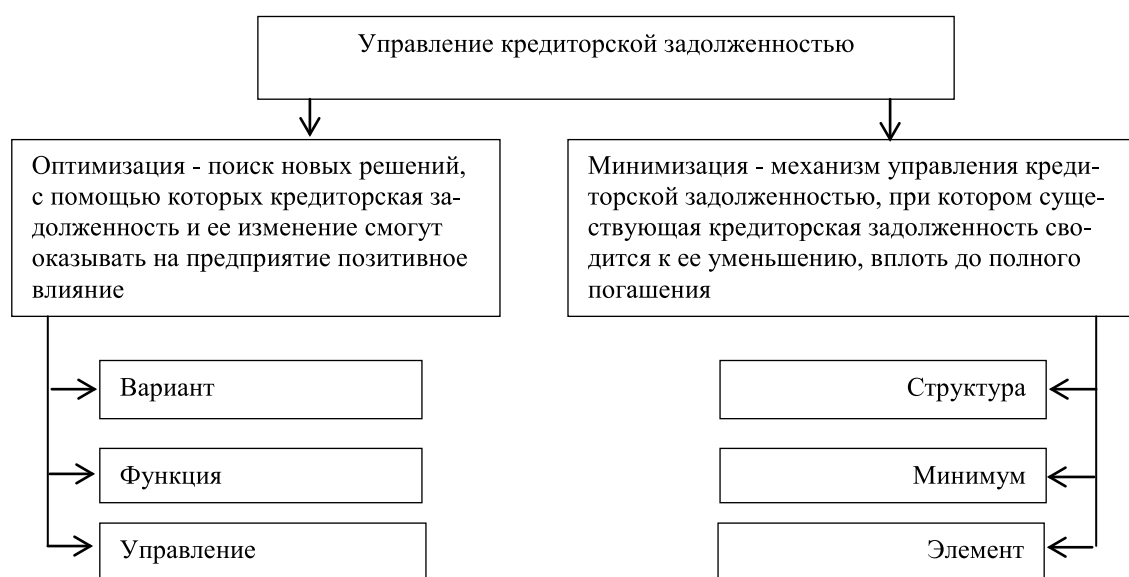 Управление кредиторской задолженностью
Оптимизация - поиск новых решений,
с помощью которых кредиторская за-
долженность и ее изменение смогут
оказывать на предприятие позитивное
влияние
Минимизация - механизм управления креди-
торской задолженностью, при котором суще-
ствующая кредиторская задолженность сво-
дится к ее уменьшению, вплоть до полного
погашения
Вариант
Функция
Управление
Структура
Минимум
Элемент